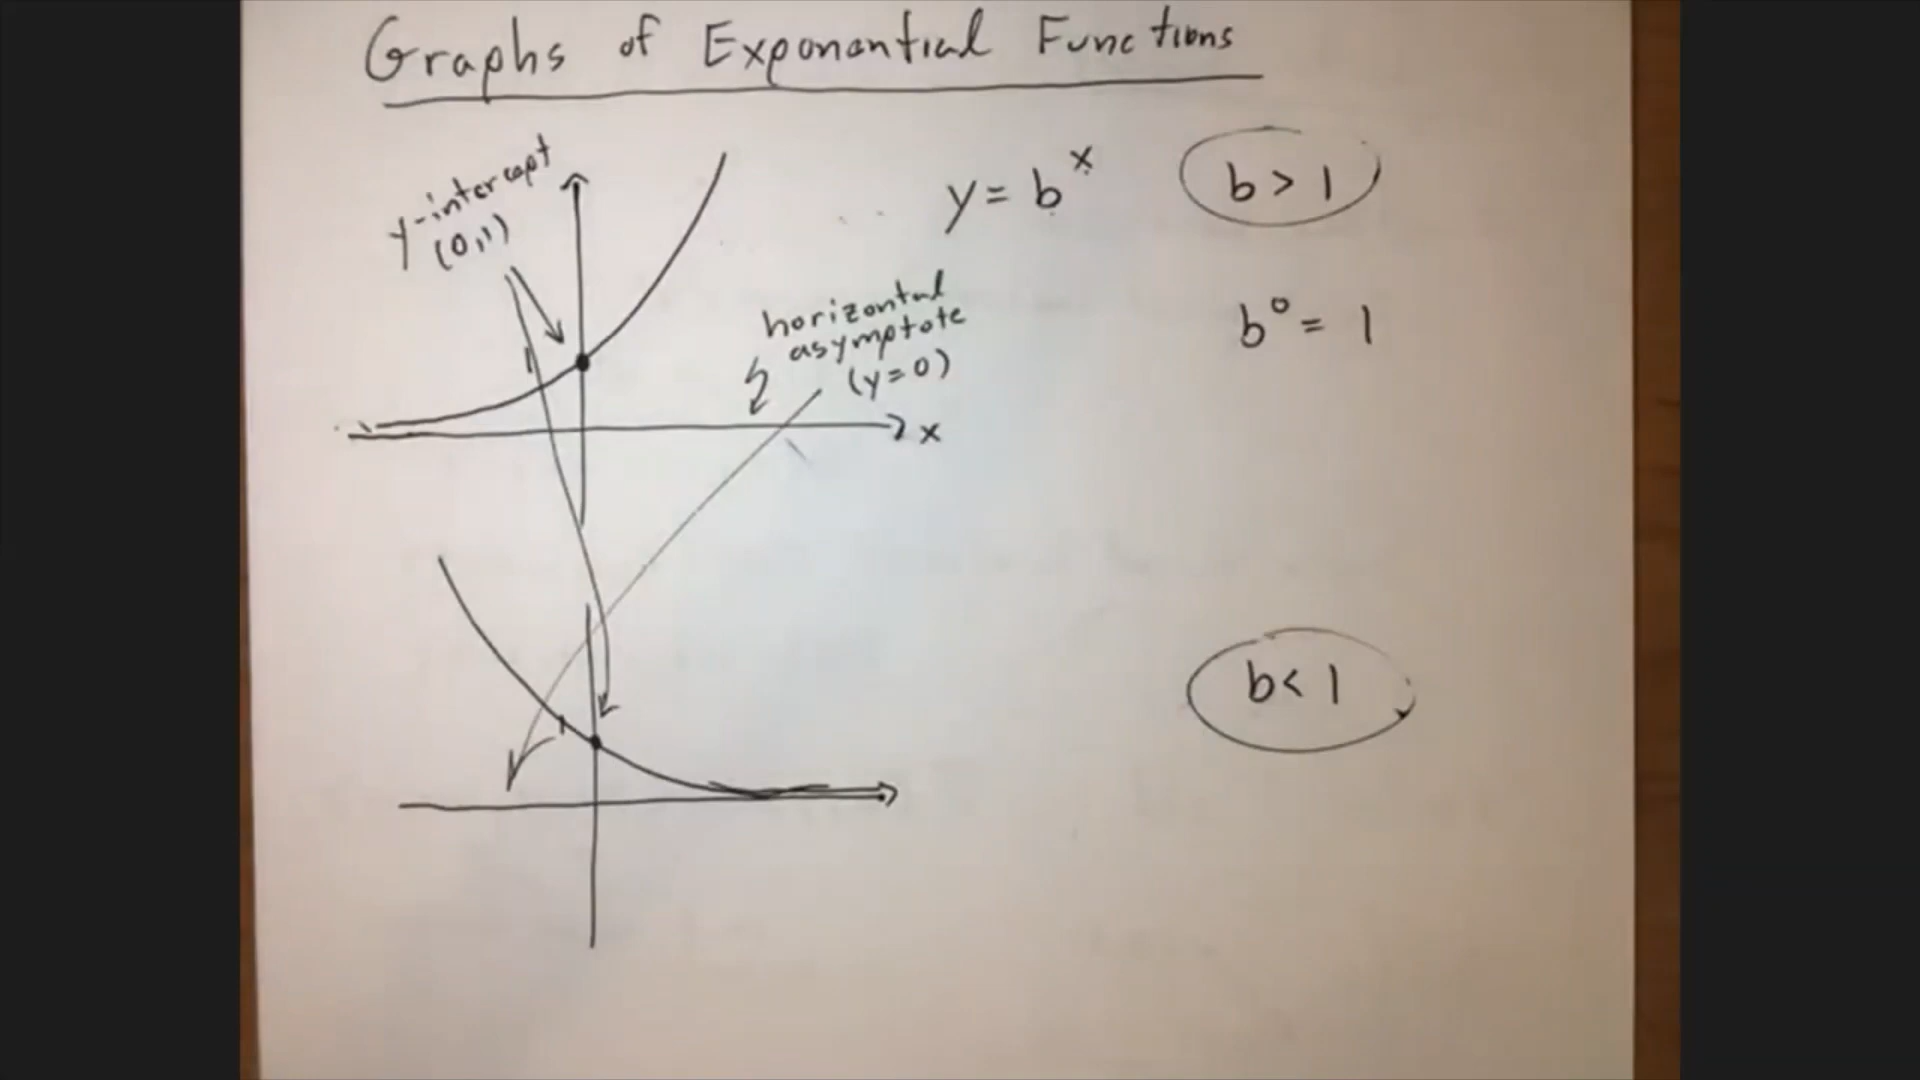 Graphs of Exponential Functions
y-intercept
(0,1)
y = b^x
b > 1
horizontal
asymptote
(y=0)
b^0 = 1
1
x
b < 1
1